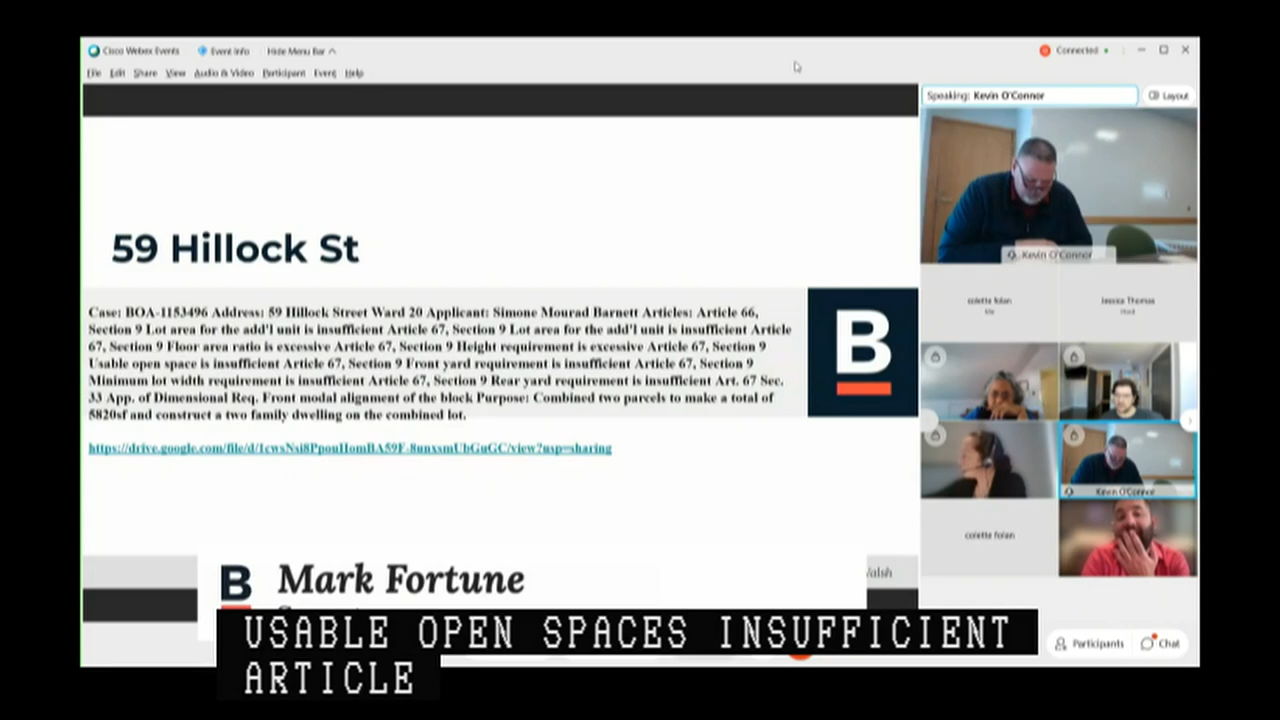 Cisco Webex Events
Event Info
Hide Menu Bar
Connected
File Edit Share View Audio & Video Participant Event Help
Speaking: Kevin O'Connor
Layout
59 Hillock St
Case: BOA-1153496 Address: 59 Hillock Street Ward 20 Applicant: Simone Mourad Barnett Articles: Article 66,
Section 9 Lot area for the add'l unit is insufficient Article 67, Section 9 Lot area for the add'l unit is insufficient Article
67, Section 9 Floor area ratio is excessive Article 67, Section 9 Height requirement is excessive Article 67, Section 9
Usable open space is insufficient Article 67, Section 9 Front yard requirement is insufficient Article 67, Section 9
Minimum lot width requirement is insufficient Article 67, Section 9 Rear yard requirement is insufficient Art. 67 Sec.
33 App. of Dimensional Req. Front modal alignment of the block Purpose: Combined two parcels to make a total of
5820sf and construct a two family dwelling on the combined lot.
B
Kevin O'Connor
colette folan
Jessica Thomas
Kevin O'Connor
colette folan
B
Mark Fortune
USABLE OPEN SPACES INSUFFICIENT
ARTICLE
Participants
Chat